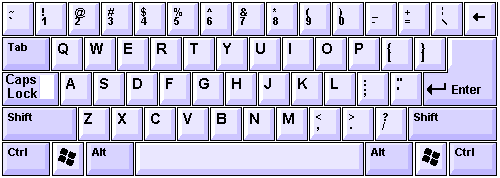 ~ ! @ # $ % ^ & * ( ) _ + ¦
` 1 2 3 4 5 6 7 8 9 0 - = \ ←
Tab Q W E R T Y U I O P { }
[ ]
Caps Lock A S D F G H J K L : "
; ' ↵ Enter
Shift Z X C V B N M < > ? Shift
, . /
Ctrl Alt Alt Ctrl